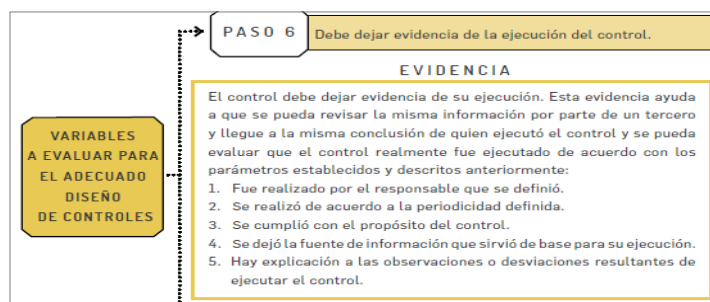 PASO 6
Debe dejar evidencia de la ejecución del control.
EVIDENCIA
El control debe dejar evidencia de su ejecución. Esta evidencia ayuda
a que se pueda revisar la misma información por parte de un tercero
y llegue a la misma conclusión de quien ejecutó el control y se pueda
evaluar que el control realmente fue ejecutado de acuerdo con los
parámetros establecidos y descritos anteriormente:
1. Fue realizado por el responsable que se definió.
2. Se realizó de acuerdo a la periodicidad definida.
3. Se cumplió con el propósito del control.
4. Se dejó la fuente de información que sirvió de base para su ejecución.
5. Hay explicación a las observaciones o desviaciones resultantes de
ejecutar el control.
VARIABLES
A EVALUAR PARA
EL ADECUADO
DISEÑO
DE CONTROLES